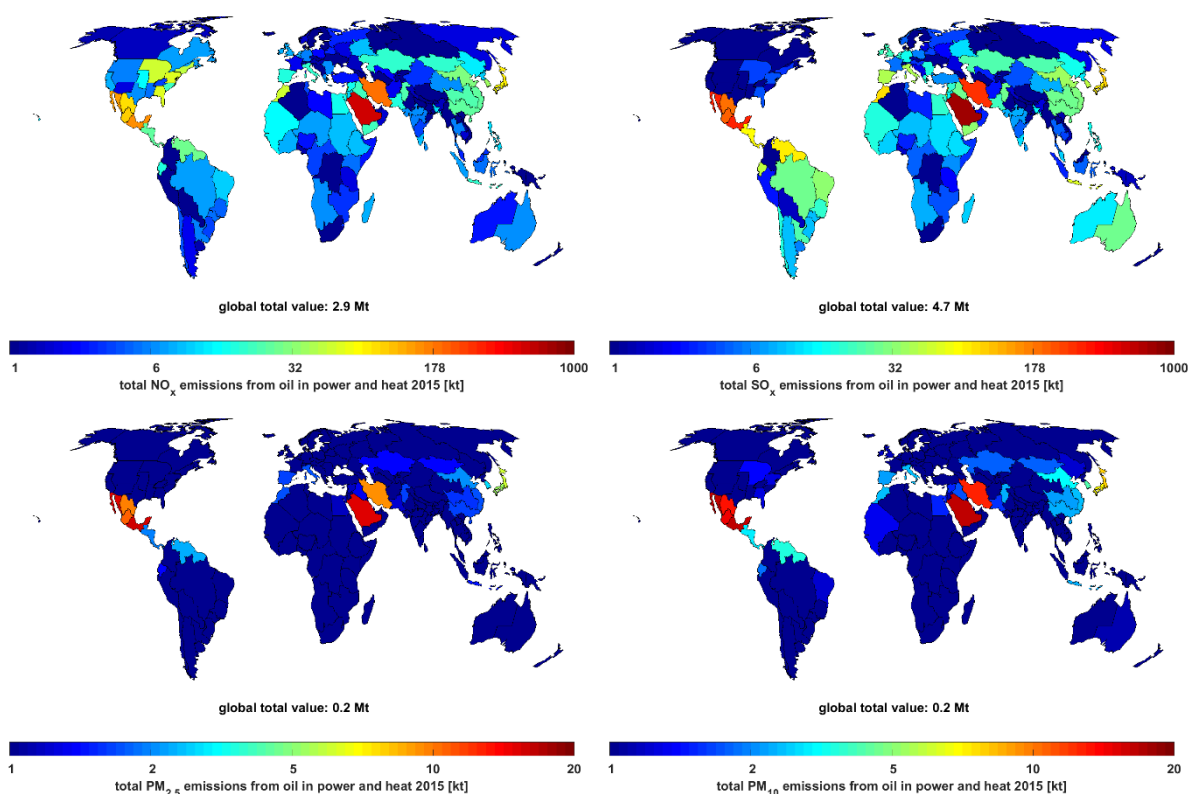 global total value: 2.9 Mt
global total value: 4.7 Mt
1 6 32 178 1000
total NOx emissions from oil in power and heat 2015 [kt]
1 6 32 178 1000
total SOx emissions from oil in power and heat 2015 [kt]
global total value: 0.2 Mt
global total value: 0.2 Mt
1 2 5 10 20
total PM2.5 emissions from oil in power and heat 2015 [kt]
1 2 5 10 20
total PM10 emissions from oil in power and heat 2015 [kt]